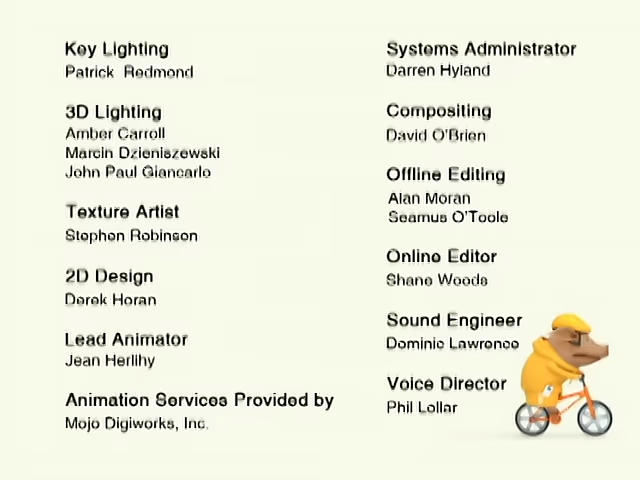 Key Lighting
Patrick Redmond
3D Lighting
Amber Carroll
Marcin Dzieniszewski
John Paul Giancarlo
Texture Artist
Stephen Robinson
2D Design
Derek Horan
Lead Animator
Jean Herlihy
Animation Services Provided by
Mojo Digiworks, Inc.
Systems Administrator
Darren Hyland
Compositing
David O'Brien
Offline Editing
Alan Moran
Seamus O'Toole
Online Editor
Shane Woods
Sound Engineer
Dominic Lawrence
Voice Director
Phil Lollar